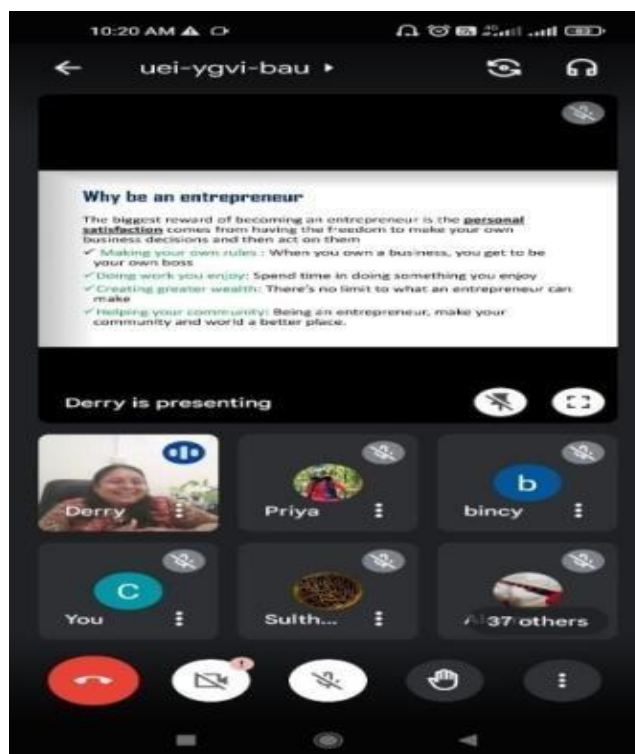 10:20 AM
uei-ygvi-bau
Why be an entrepreneur
The biggest reward of becoming an entrepreneur is the personal
satisfaction comes from having the freedom to make your own
business decisions and then act on them
✓ Making your own rules : When you own a business, you get to be
your own boss
✓ Doing work you enjoy: Spend time in doing something you enjoy
✓ Creating greater wealth: There's no limit to what an entrepreneur can
make
✓ Helping your community: Being an entrepreneur, make your
community and world a better place.
Derry is presenting
Derry
Priya
b
bincy
C
You
Sulth...
37 others
1